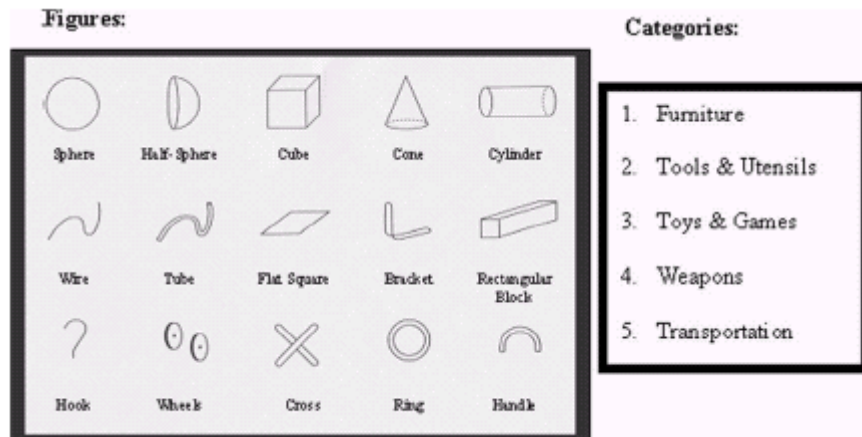 Figures:
Categories:
Sphere Half-Sphere Cube Cone Cylinder
Wire Tube Flat Square Bracket Rectangular
Block
Hook Wheels Cross Ring Handle
1. Furniture
2. Tools & Utensils
3. Toys & Games
4. Weapons
5. Transportation